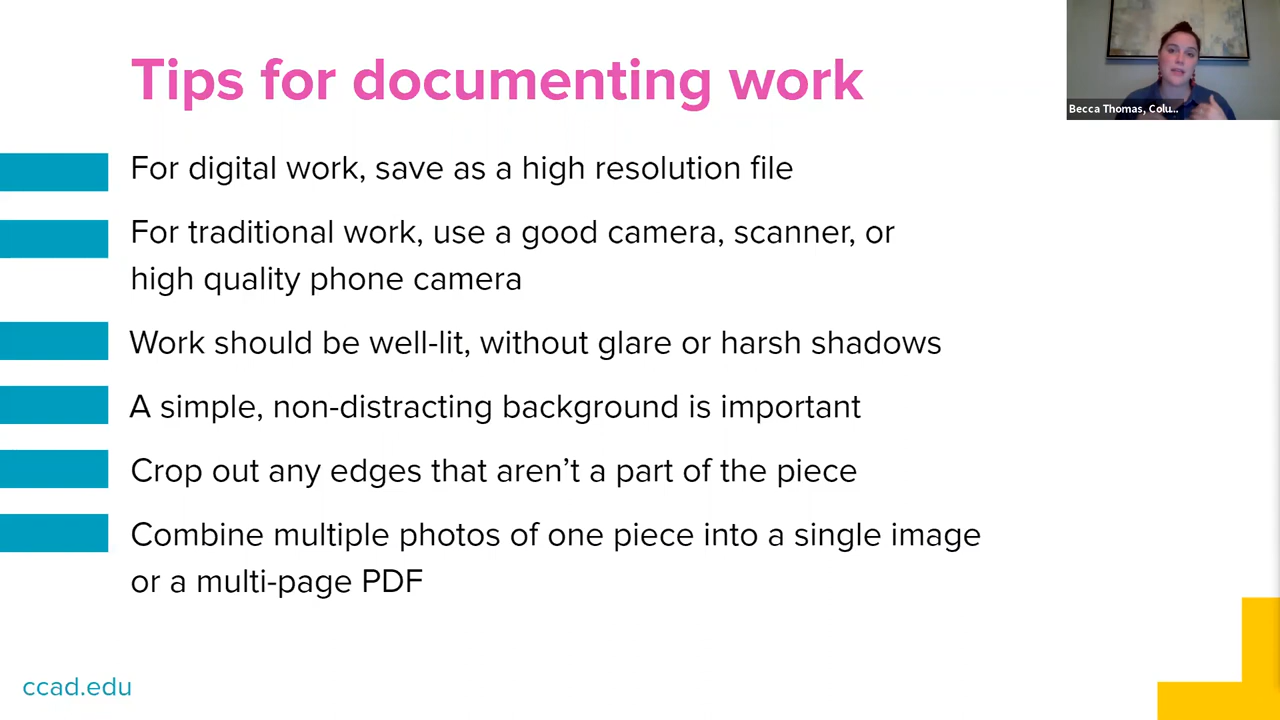 Tips for documenting work
Becca Thomas, Colu...
For digital work, save as a high resolution file
For traditional work, use a good camera, scanner, or
high quality phone camera
Work should be well-lit, without glare or harsh shadows
A simple, non-distracting background is important
Crop out any edges that aren’t a part of the piece
Combine multiple photos of one piece into a single image
or a multi-page PDF
ccad.edu